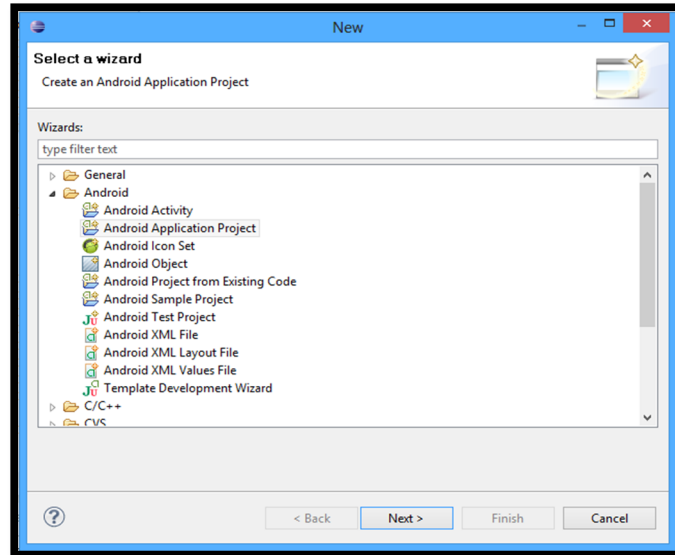 New
Select a wizard
Create an Android Application Project
Wizards:
type filter text
General
Android
Android Activity
Android Application Project
Android Icon Set
Android Object
Android Project from Existing Code
Android Sample Project
Android Test Project
Android XML File
Android XML Layout File
Android XML Values File
Template Development Wizard
C/C++
CVS
< Back Next > Finish Cancel